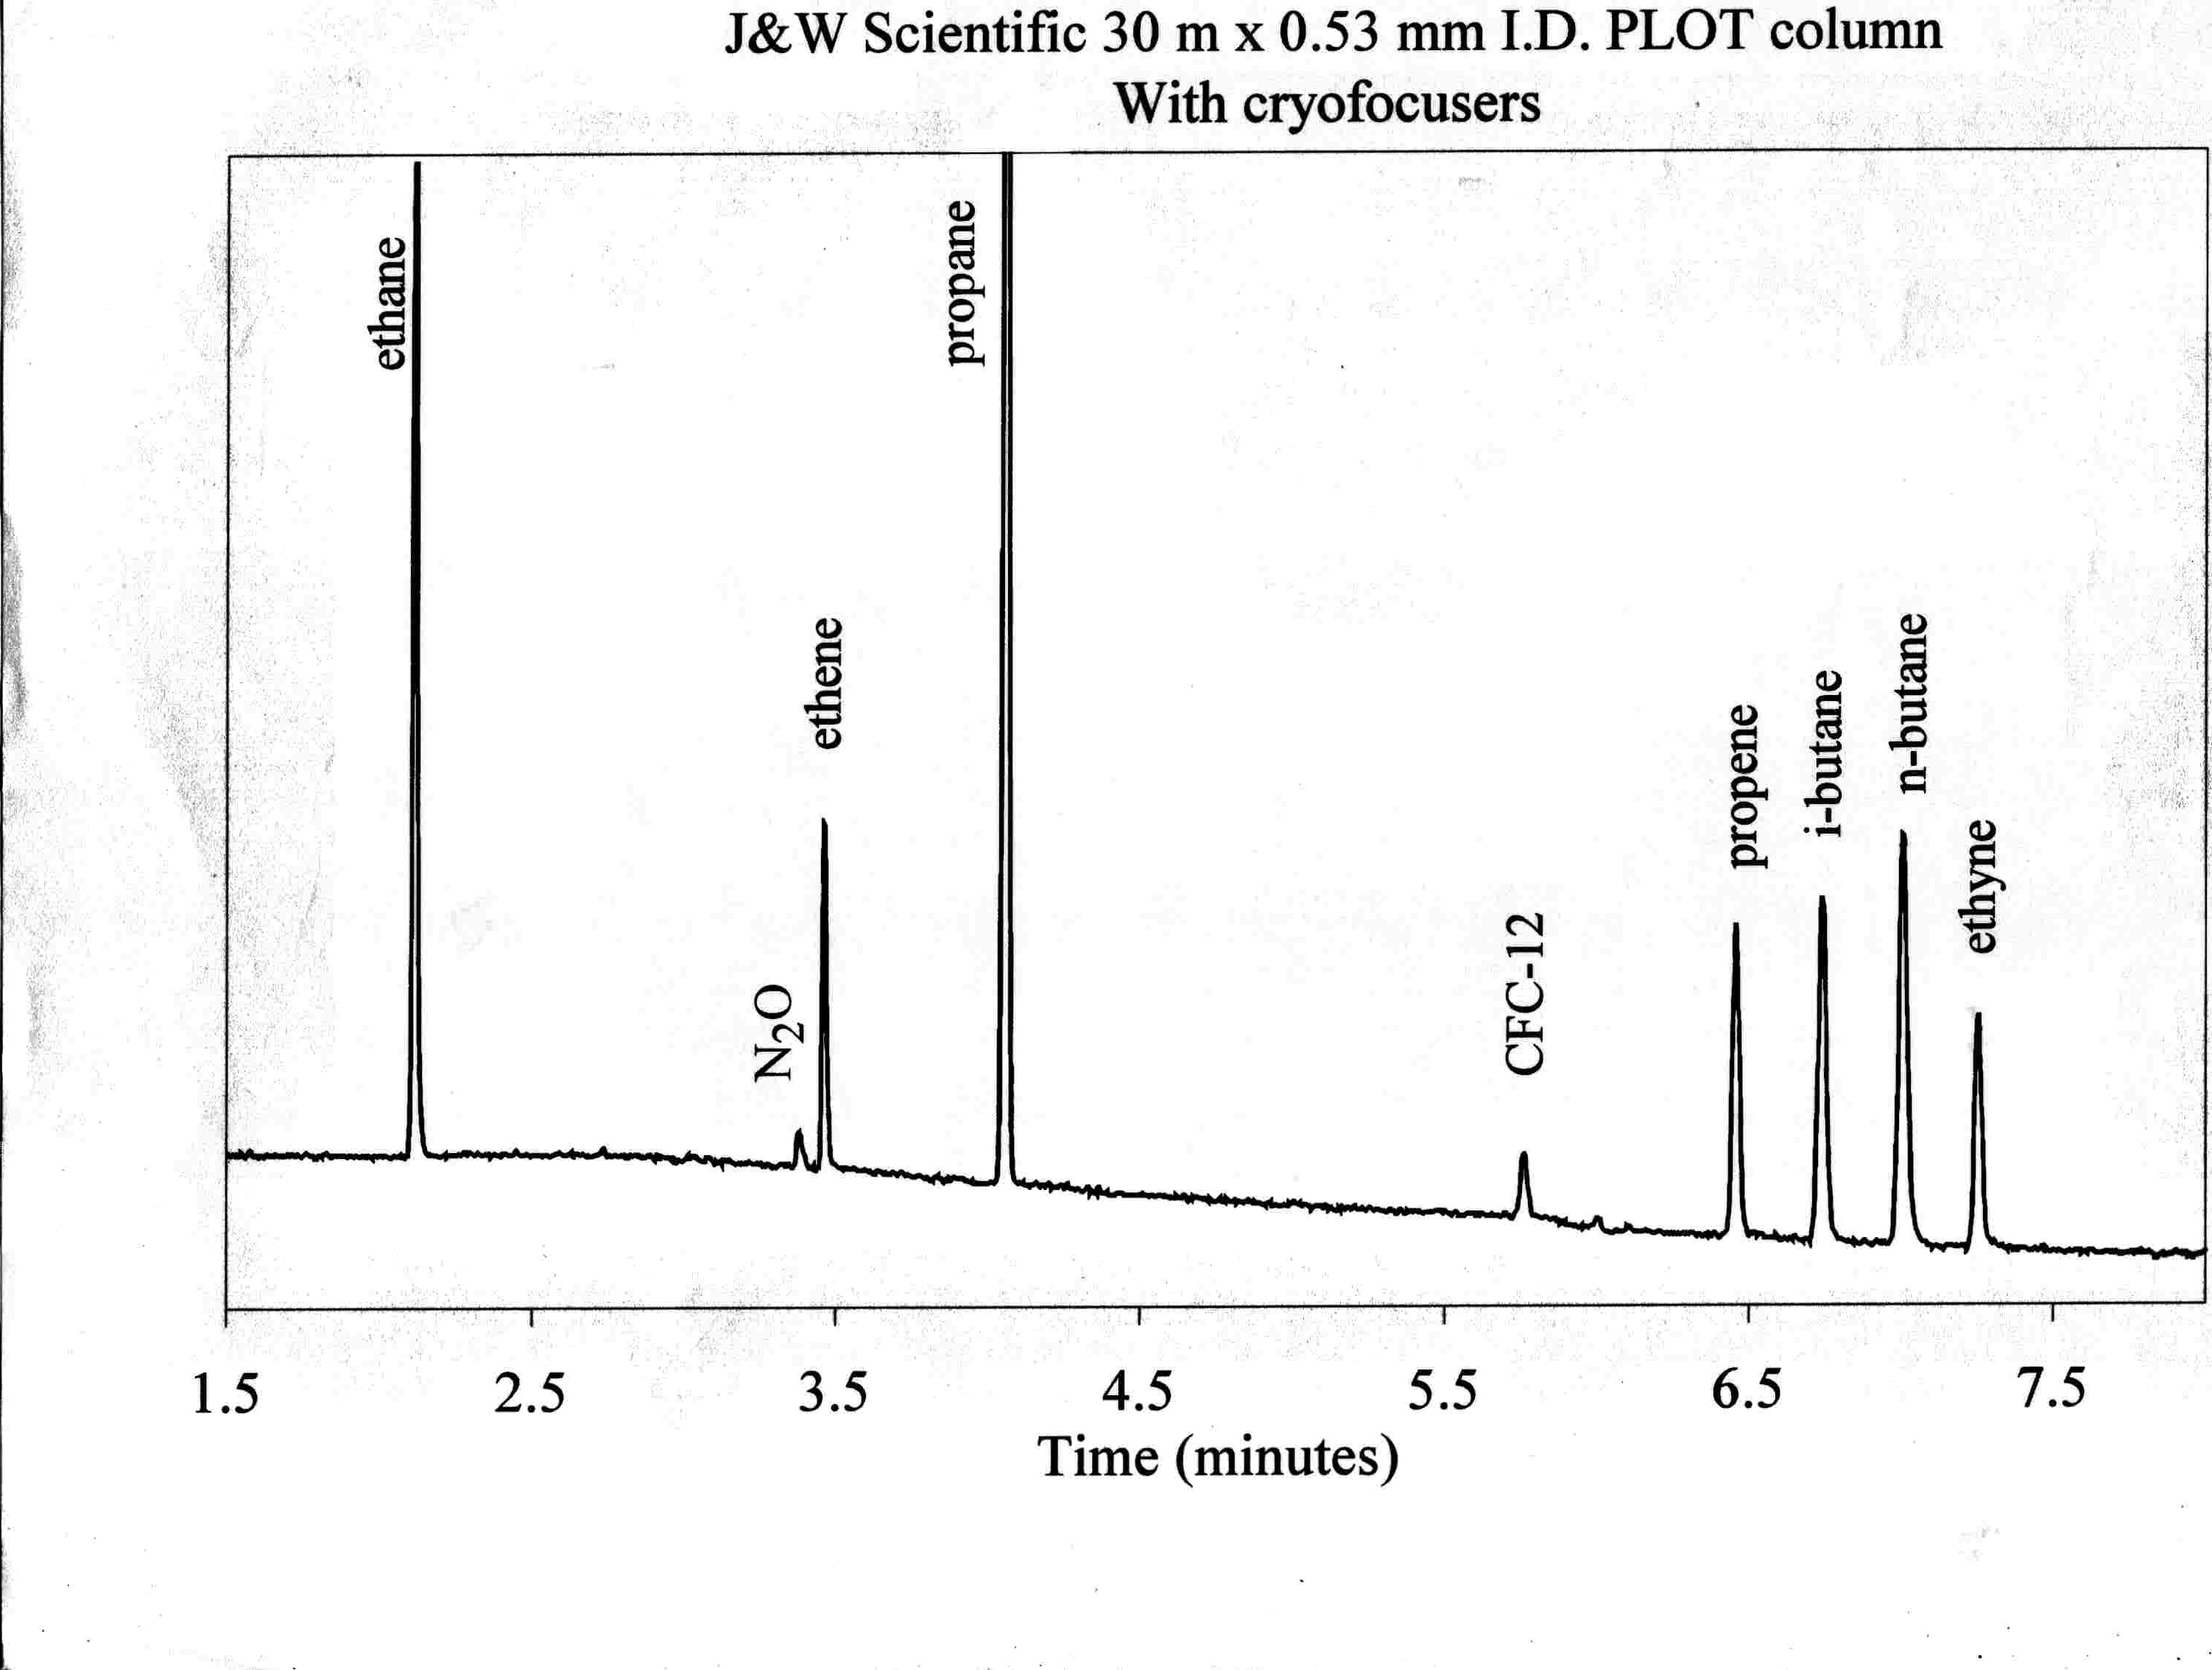 J&W Scientific 30 m x 0.53 mm I.D. PLOT column
With cryofocusers
ethane
N₂O
ethene
propane
CFC-12
propene
i-butane
n-butane
ethyne
1.5 2.5 3.5 4.5 5.5 6.5 7.5
Time (minutes)